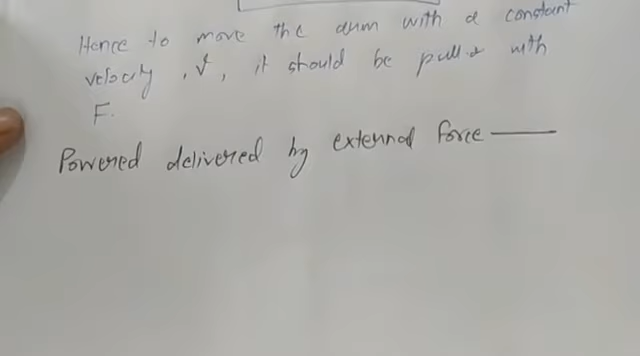 Hence to move the arm with a constant
velocity, v, it should be pulled with
F.
Powered delivered by external force